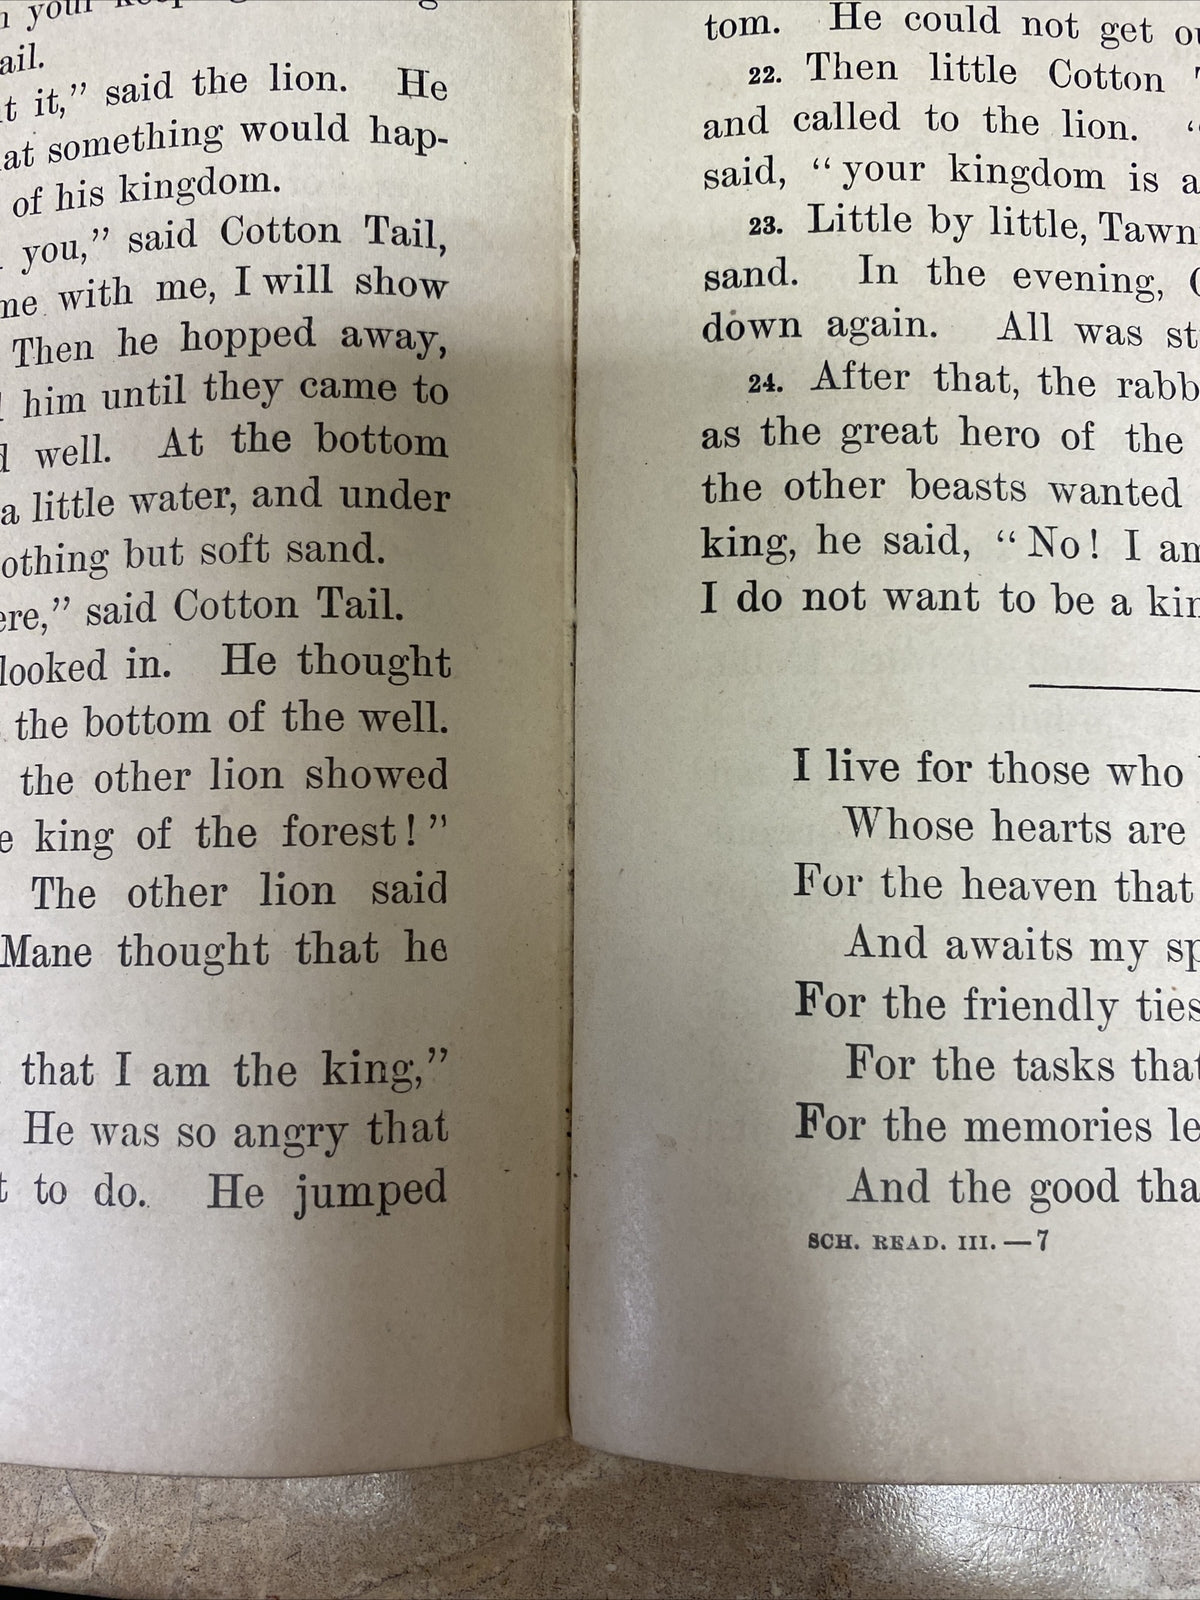 your
ail.
it," said the lion. He
at something would hap-
of his kingdom.
you," said Cotton Tail,
me with me, I will show
Then he hopped away,
him until they came to
well. At the bottom
a little water, and under
othing but soft sand.
ere," said Cotton Tail.
looked in. He thought
the bottom of the well.
the other lion showed
e king of the forest!"
The other lion said
Mane thought that he
that I am the king,"
He was so angry that
t to do. He jumped
tom. He could not get ou
22. Then little Cotton T
and called to the lion. "
said, "your kingdom is a
23. Little by little, Tawn
sand. In the evening, C
down again. All was st
24. After that, the rabb
as the great hero of the
the other beasts wanted
king, he said, "No! I am
I do not want to be a kin
I live for those who
Whose hearts are
For the heaven that
And awaits my sp
For the friendly ties
For the tasks that
For the memories le
And the good tha
SCH. READ. III.—7